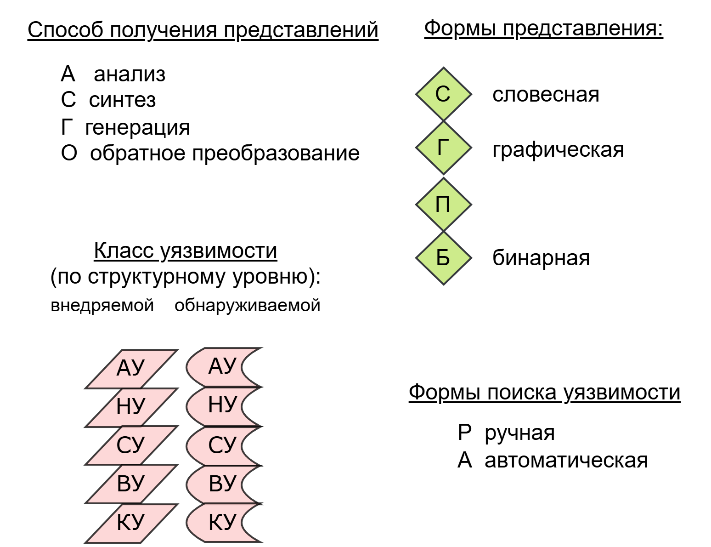 Способ получения представлений
А анализ
С синтез
Г генерация
О обратное преобразование
Формы представления:
С словесная
Г графическая
П
Б бинарная
Класс уязвимости
(по структурному уровню):
внедряемой обнаруживаемой
АУ АУ
НУ НУ
СУ СУ
ВУ ВУ
КУ КУ
Формы поиска уязвимости
Р ручная
А автоматическая